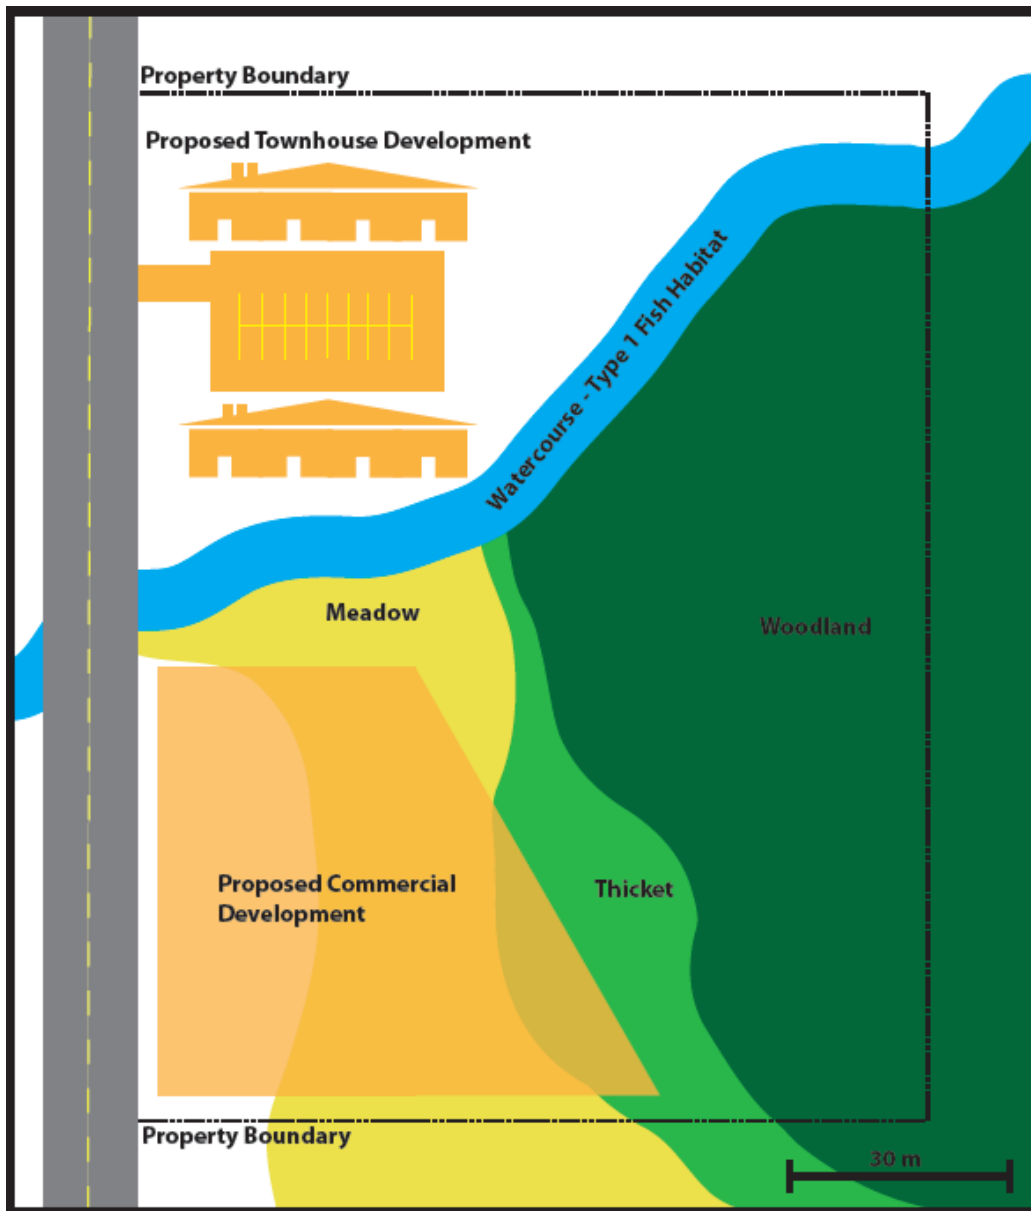 Property Boundary
Proposed Townhouse Development
Watercourse - Type 1 Fish Habitat
Meadow
Woodland
Proposed Commercial
Development
Thicket
Property Boundary
30 m